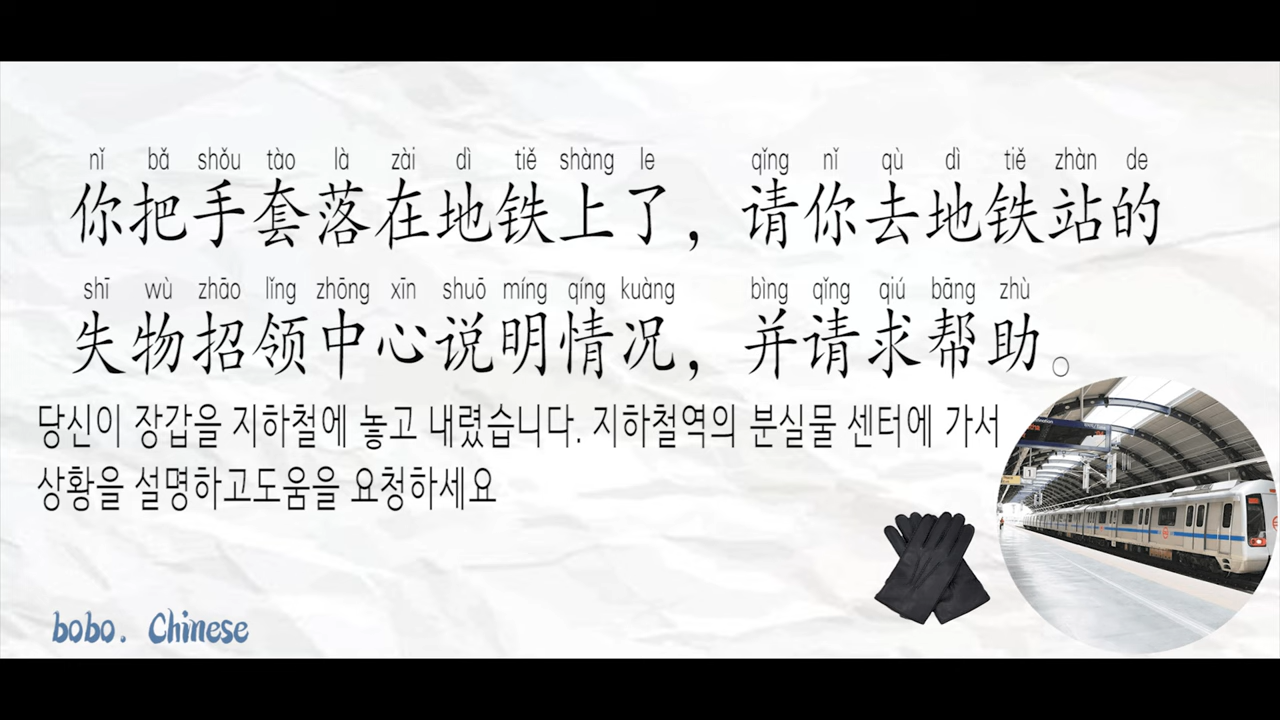 nǐ bǎ shǒu tào là zài dì tiě shàng le qǐng nǐ qù dì tiě zhàn de
你把手套落在地铁上了，请你去地铁站的
shī wù zhāo lǐng zhōng xīn shuō míng qíng kuàng bìng qǐng qiú bāng zhù
失物招领中心说明情况，并请求帮助。
당신이 장갑을 지하철에 놓고 내렸습니다. 지하철역의 분실물 센터에 가서
상황을 설명하고도움을 요청하세요
bobo. Chinese